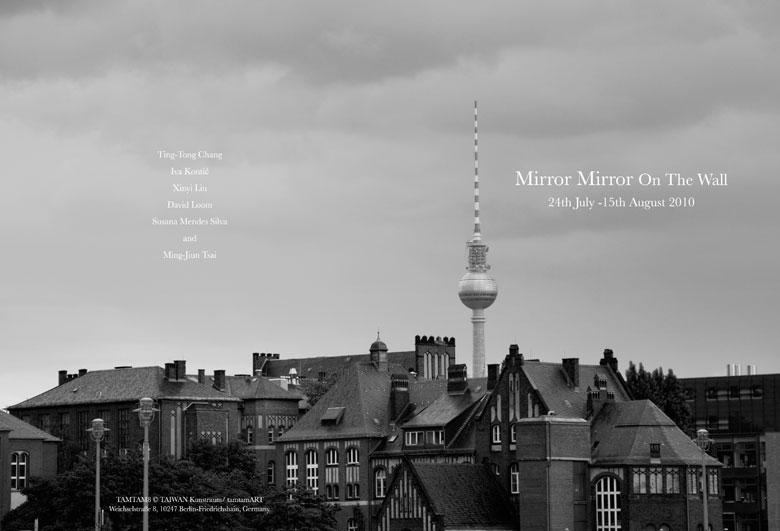 Ting-Tong Chang
Iva Kontić
Xinyi Liu
David Loom
Susana Mendes Silva
and
Ming-Jiun Tsai
Mirror Mirror On The Wall
24th July -15th August 2010
TAMTAM8 © TAIWAN Kunstraum/ tamtamART
Weichselstraße 8, 10247 Berlin-Friedrichshain, Germany.